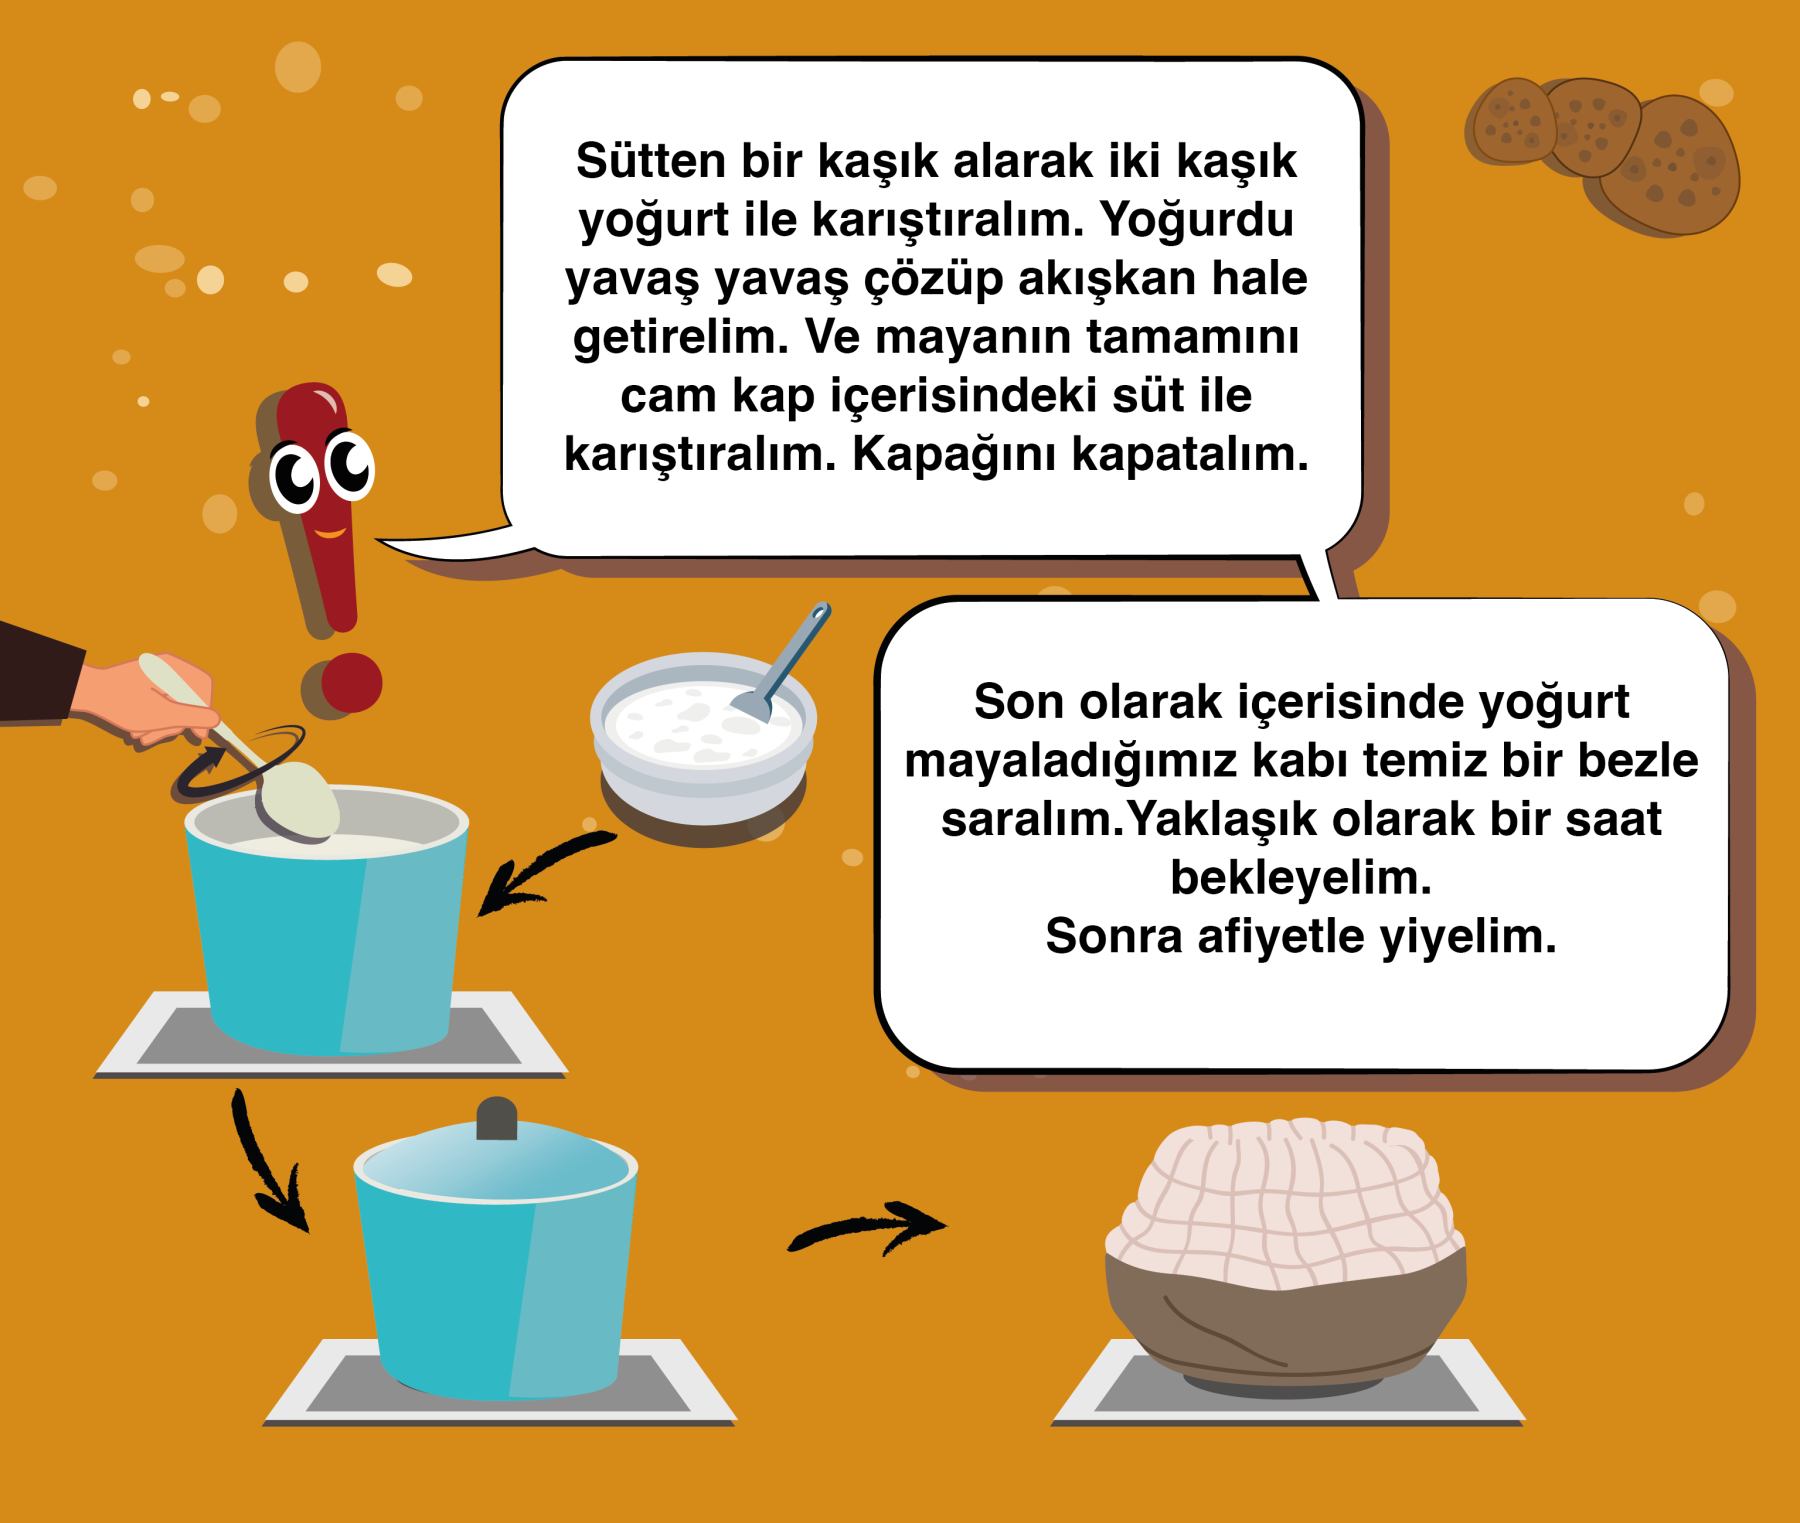 Sütten bir kaşık alarak iki kaşık
yoğurt ile karıştıralım. Yoğurdu
yavaş yavaş çözüp akışkan hale
getirelim. Ve mayanın tamamını
cam kap içerisindeki süt ile
karıştıralım. Kapağını kapatalım.
Son olarak içerisinde yoğurt
mayaladığımız kabı temiz bir bezle
saralım.Yaklaşık olarak bir saat
bekleyelim.
Sonra afiyetle yiyelim.